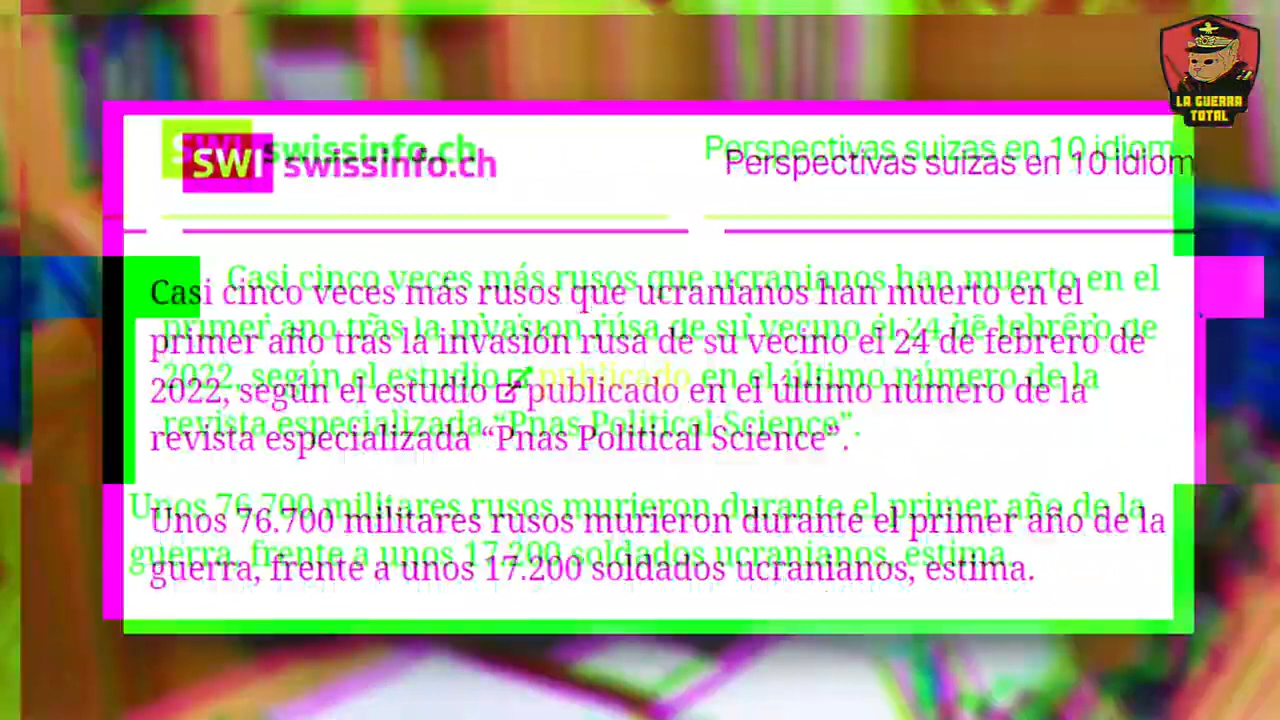 LA GUERRA
TOTAL
SWI swissinfo.ch
Perspectivas suizas en 10 idiom
Casi cinco veces más rusos que ucranianos han muerto en el
primer año tras la invasión rusa de su vecino el 24 de febrero de
2022, según el estudio publicado en el último número de la
revista especializada “Pnas Political Science”.
Unos 76.700 militares rusos murieron durante el primer año de la
guerra, frente a unos 17.200 soldados ucranianos, estima.